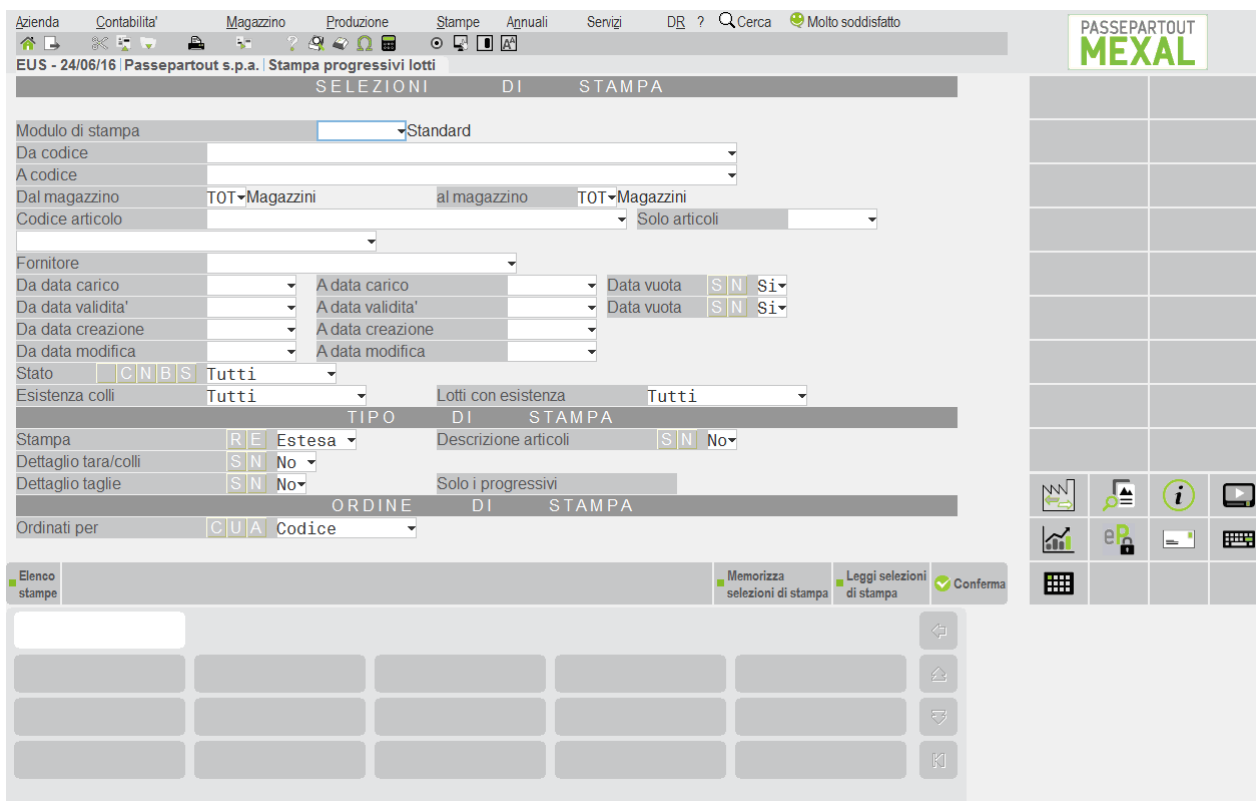 Azienda Contabilita' Magazzino Produzione Stampe Annuali Servizi DR ? Cerca Molto soddisfatto
PASSEPARTOUT
MEXAL
EUS - 24/06/16 Passepartout s.p.a. Stampa progressivi lotti
SELEZIONI DI STAMPA
Modulo di stampa Standard
Da codice
A codice
Dal magazzino TOT Magazzini al magazzino TOT Magazzini
Codice articolo Solo articoli
Fornitore
Da data carico A data carico Data vuota S N Si
Da data validita' A data validita' Data vuota S N Si
Da data creazione A data creazione
Da data modifica A data modifica
Stato C N B S Tutti
Esistenza colli Tutti Lotti con esistenza Tutti
TIPO DI STAMPA
Stampa R E Estesa Descrizione articoli S N No
Dettaglio tara/colli S N No
Dettaglio taglie S N No Solo i progressivi
ORDINE DI STAMPA
Ordinati per C U A Codice
Elenco stampe Memorizza selezioni di stampa Leggi selezioni di stampa Conferma